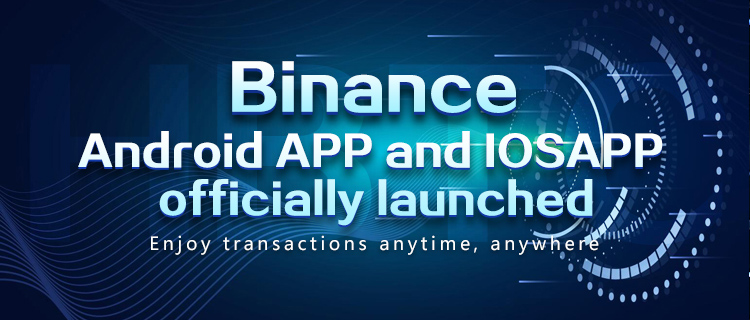 Binance
Android APP and IOSAPP
officially launched
Enjoy transactions anytime, anywhere